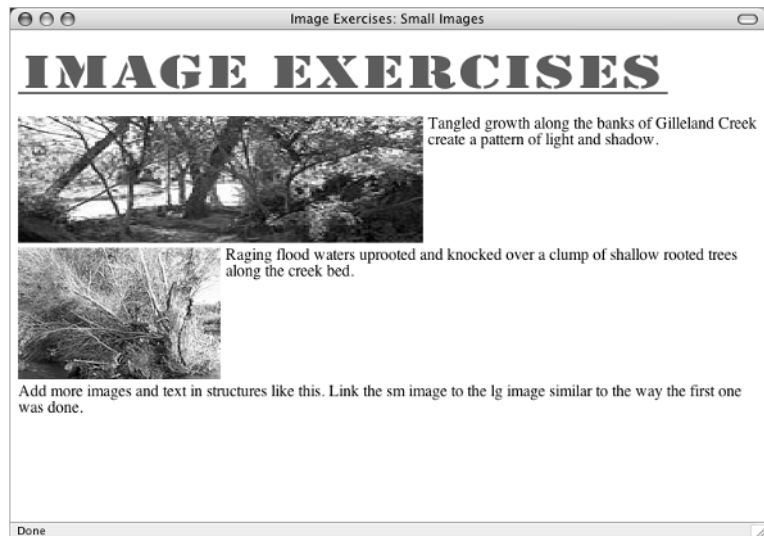 Image Exercises: Small Images
IMAGE EXERCISES
Tangled growth along the banks of Gilleland Creek
create a pattern of light and shadow.
Raging flood waters uprooted and knocked over a clump of shallow rooted trees
along the creek bed.
Add more images and text in structures like this. Link the sm image to the lg image similar to the way the first one
was done.
Done